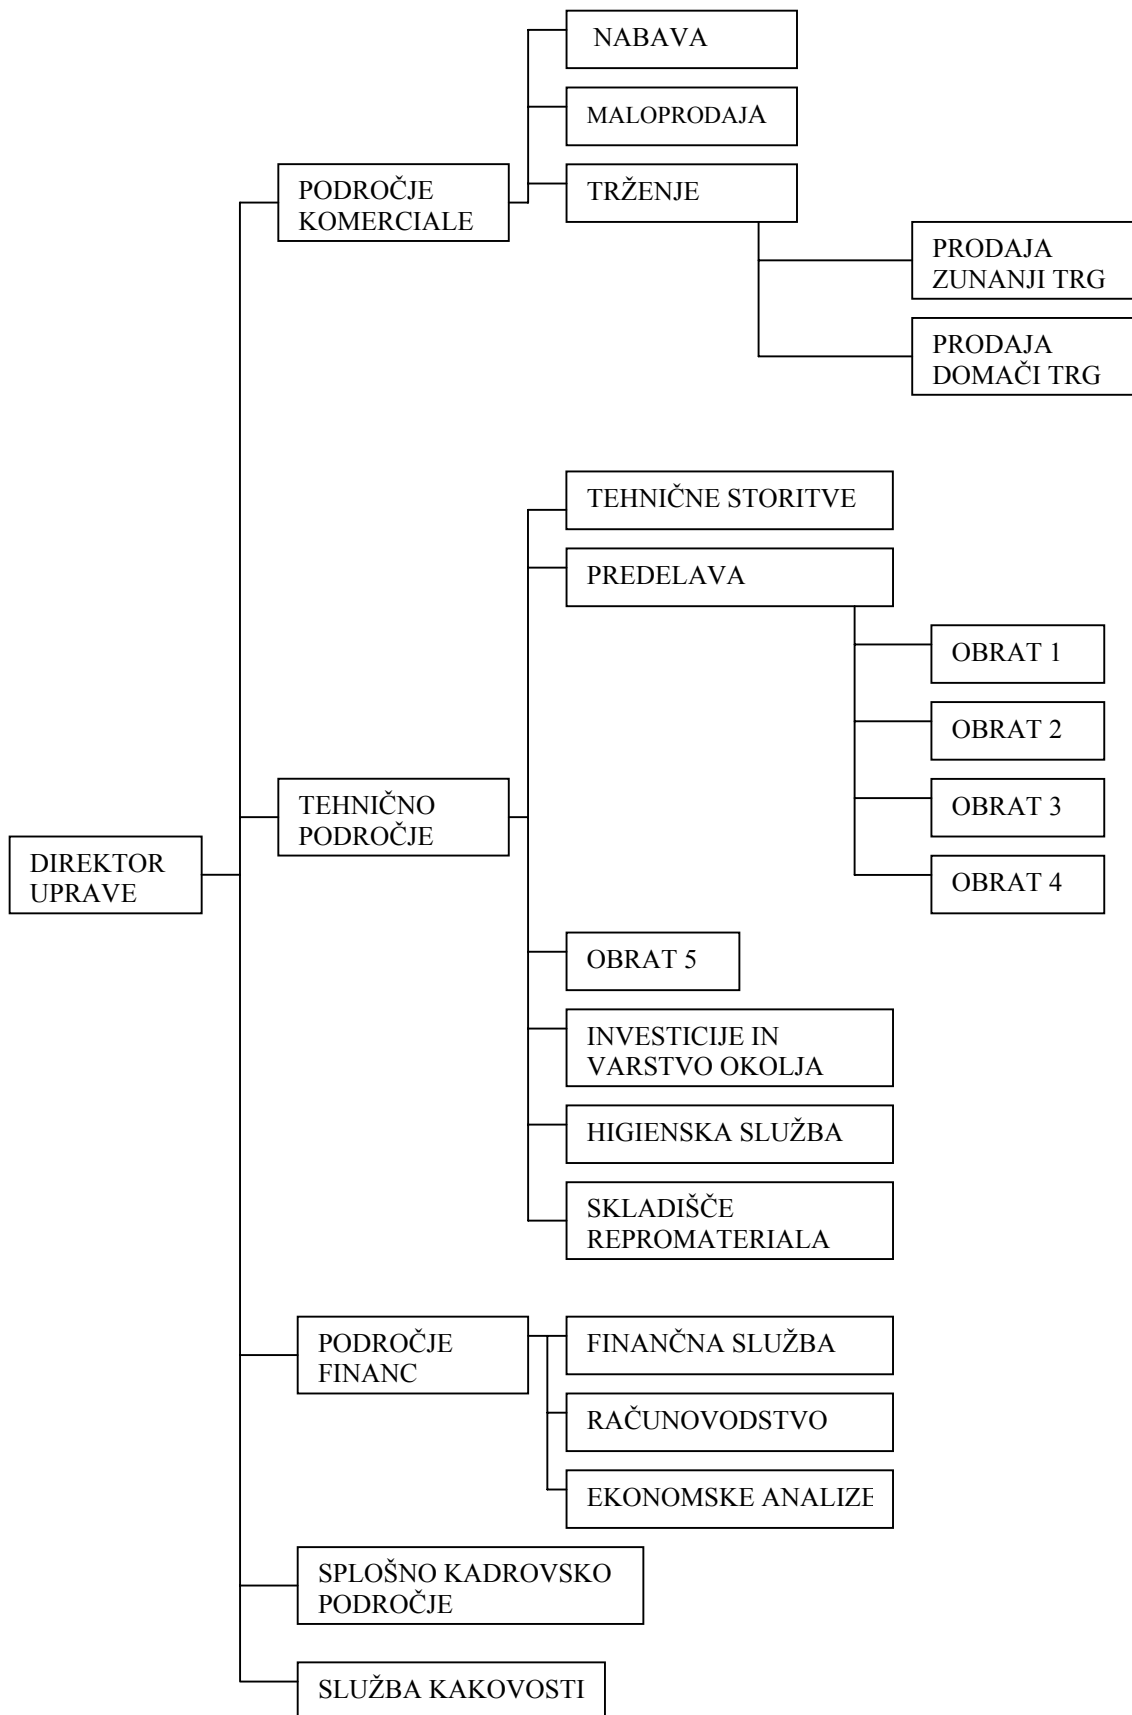 NABAVA
MALOPRODAJA
PODROČJE
KOMERCIALE
TRŽENJE
PRODAJA
ZUNANJI TRG
PRODAJA
DOMAČI TRG
TEHNIČNE STORITVE
PREDELAVA
OBRAT 1
OBRAT 2
OBRAT 3
OBRAT 4
TEHNIČNO
PODROČJE
DIREKTOR
UPRAVE
OBRAT 5
INVESTICIJE IN
VARSTVO OKOLJA
HIGIENSKA SLUŽBA
SKLADIŠČE
REPROMATERIALA
PODROČJE
FINANC
FINANČNA SLUŽBA
RAČUNOVODSTVO
EKONOMSKE ANALIZE
SPLOŠNO KADROVSKO
PODROČJE
SLUŽBA KAKOVOSTI